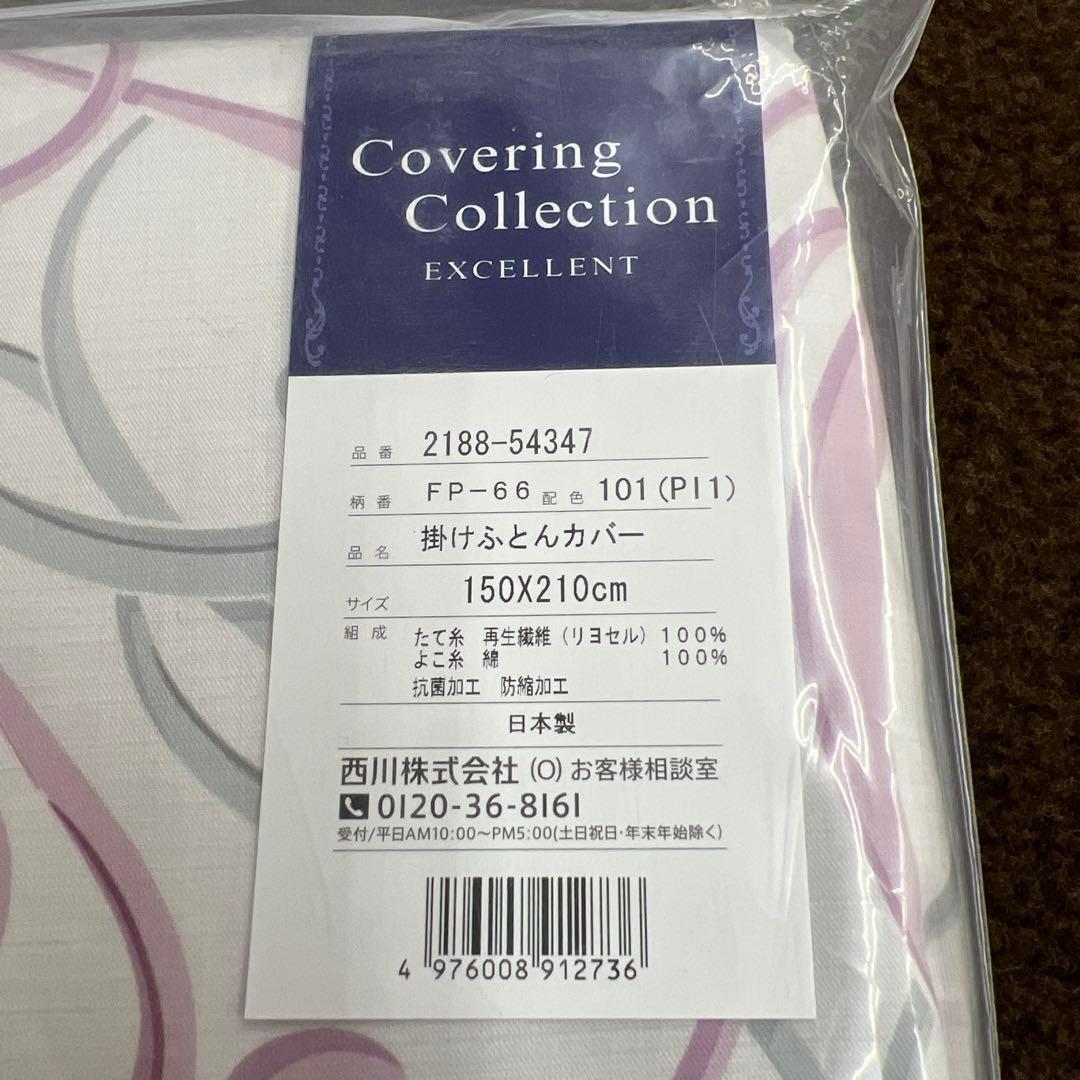 Covering
Collection
EXCELLENT
品番 2188-54347
柄番 FP-66 配色 101(PI1)
品名 掛けふとんカバー
サイズ 150X210cm
組成 たて糸 再生繊維(リヨセル)100%
よこ糸 綿 100%
抗菌加工 防縮加工
日本製
西川株式会社 (O) お客様相談室
0120-36-8161
受付/平日AM10:00〜PM5:00(土日祝日・年末年始除く)
4 976008 912736